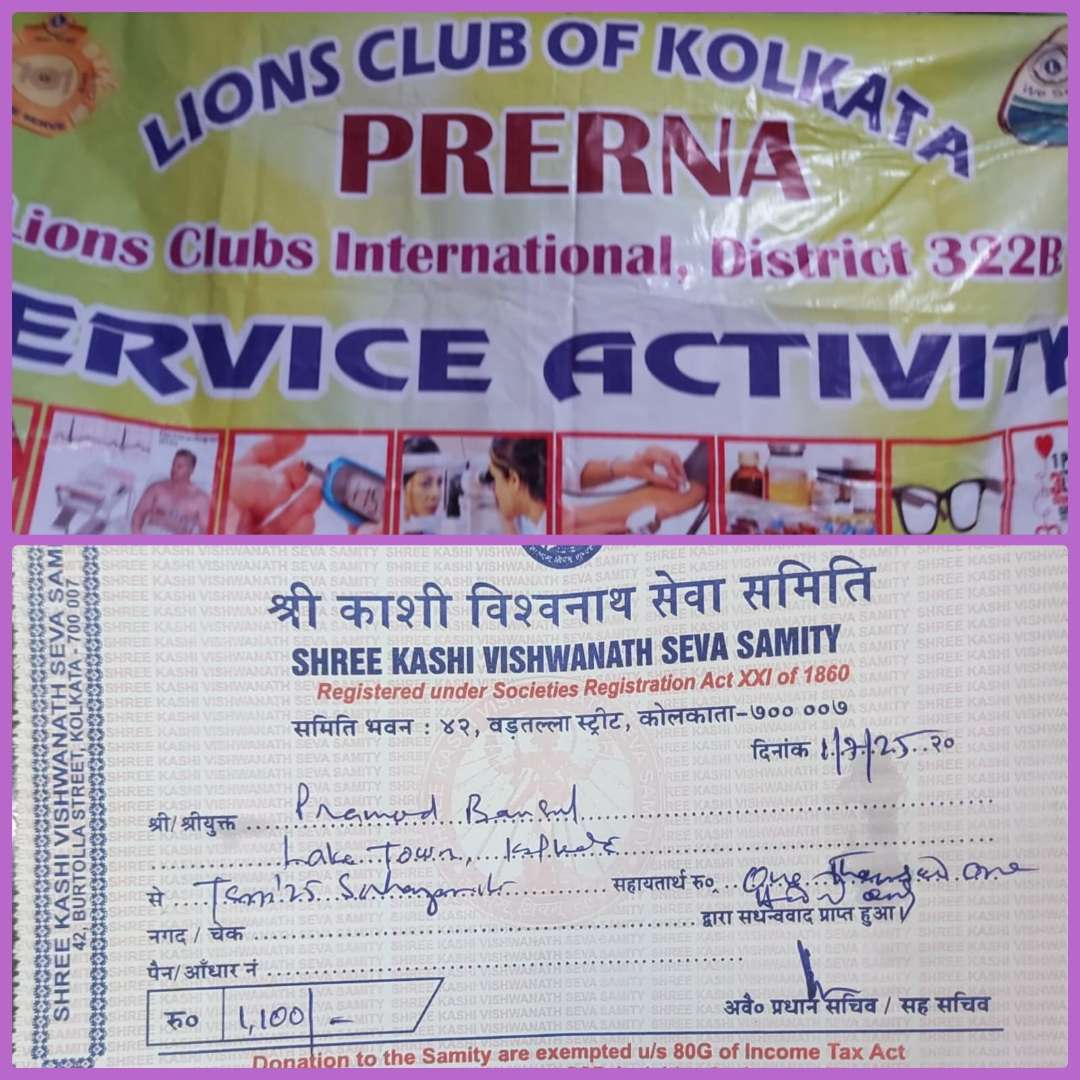 LIONS CLUB OF KOLKATA
PRERNA
Lions Clubs International, District 322B
ERVICE ACTIVITY
श्री काशी विश्वनाथ सेवा समिति
SHREE KASHI VISHWANATH SEVA SAMITY
Registered under Societies Registration Act XXI of 1860
समिति भवन : ४२, वड़तल्ला स्ट्रीट, कोलकाता-७०० ००७
दिनांक 1/7/25..२०
श्री/ श्रीयुक्त Pramod Bansal
Lake Town,
से सहायतार्थ रु० One Thousand one
द्वारा सधन्यवाद प्राप्त हुआ
नगद / चेक
पैन/आँधार नं
रु० 1,100/-
अवै० प्रधान सचिव / सह सचिव
Donation to the Samity are exempted u/s 80G of Income Tax Act
SHREE KASHI VISHWANATH SEVA SAM
42 BURTOLLA STREET, KOLKATA - 700 007